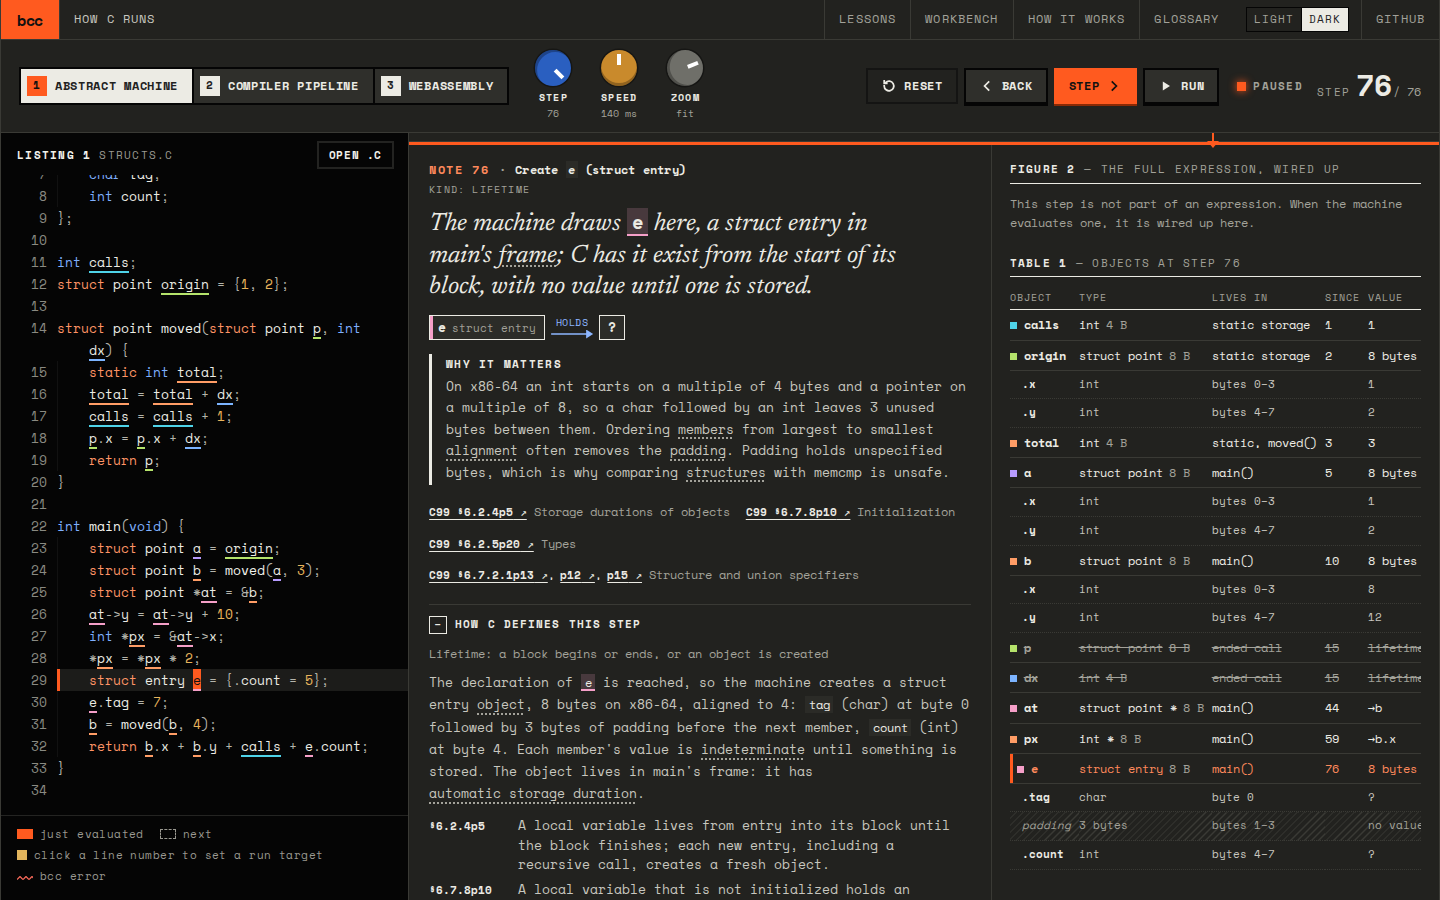 bcc HOW C RUNS LESSONS WORKBENCH HOW IT WORKS GLOSSARY LIGHT DARK GITHUB
1 ABSTRACT MACHINE 2 COMPILER PIPELINE 3 WEBASSEMBLY
STEP 76
SPEED 140 ms
ZOOM fit
RESET BACK STEP RUN PAUSED STEP 76 / 76
LISTING 1 STRUCTS.C OPEN .C
7 char tag;
8 int count;
9 };
10
11 int calls;
12 struct point origin = {1, 2};
13
14 struct point moved(struct point p, int
dx) {
15 static int total;
16 total = total + dx;
17 calls = calls + 1;
18 p.x = p.x + dx;
19 return p;
20 }
21
22 int main(void) {
23 struct point a = origin;
24 struct point b = moved(a, 3);
25 struct point *at = &b;
26 at->y = at->y + 10;
27 int *px = &at->x;
28 *px = *px * 2;
29 struct entry e = {.count = 5};
30 e.tag = 7;
31 b = moved(b, 4);
32 return b.x + b.y + calls + e.count;
33 }
34
just evaluated next
click a line number to set a run target
bcc error
NOTE 76 · Create e (struct entry)
KIND: LIFETIME
The machine draws e here, a struct entry in
main's frame; C has it exist from the start of its
block, with no value until one is stored.
e struct entry HOLDS ?
WHY IT MATTERS
On x86-64 an int starts on a multiple of 4 bytes and a pointer on
a multiple of 8, so a char followed by an int leaves 3 unused
bytes between them. Ordering members from largest to smallest
alignment often removes the padding. Padding holds unspecified
bytes, which is why comparing structures with memcmp is unsafe.
C99 §6.2.4p5 ↗ Storage durations of objects C99 §6.7.8p10 ↗ Initialization
C99 §6.2.5p20 ↗ Types
C99 §6.7.2.1p13 ↗, p12 ↗, p15 ↗ Structure and union specifiers
− HOW C DEFINES THIS STEP
Lifetime: a block begins or ends, or an object is created
The declaration of e is reached, so the machine creates a struct
entry object, 8 bytes on x86-64, aligned to 4: tag (char) at byte 0
followed by 3 bytes of padding before the next member, count (int)
at byte 4. Each member's value is indeterminate until something is
stored. The object lives in main's frame: it has
automatic storage duration.
§6.2.4p5 A local variable lives from entry into its block until
the block finishes; each new entry, including a
recursive call, creates a fresh object.
§6.7.8p10 A local variable that is not initialized holds an
FIGURE 2 — THE FULL EXPRESSION, WIRED UP
This step is not part of an expression. When the machine
evaluates one, it is wired up here.
TABLE 1 — OBJECTS AT STEP 76
OBJECT TYPE LIVES IN SINCE VALUE
calls int 4 B static storage 1 1
origin struct point 8 B static storage 2 8 bytes
.x int bytes 0–3 1
.y int bytes 4–7 2
total int 4 B static, moved() 3 3
a struct point 8 B main() 5 8 bytes
.x int bytes 0–3 1
.y int bytes 4–7 2
b struct point 8 B main() 10 8 bytes
.x int bytes 0–3 8
.y int bytes 4–7 12
p struct point 8 B ended call 15 lifetime
dx int 4 B ended call 15 lifetime
at struct point * 8 B main() 44 →b
px int * 8 B main() 59 →b.x
e struct entry 8 B main() 76 8 bytes
.tag char byte 0 ?
padding 3 bytes bytes 1–3 no value
.count int bytes 4–7 ?